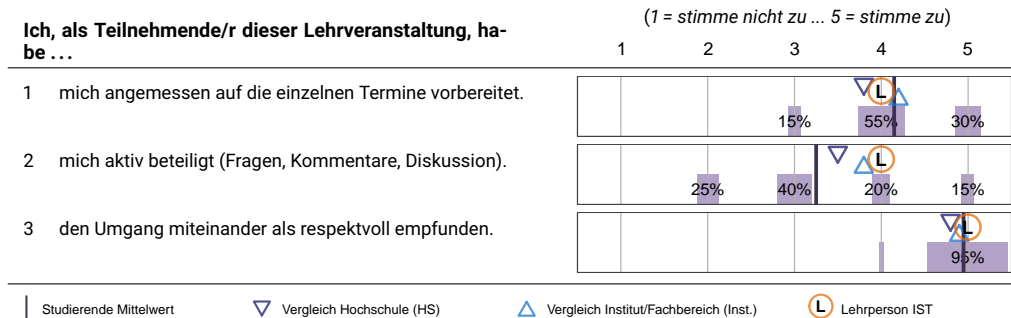 (1 = stimme nicht zu ... 5 = stimme zu)
Ich, als Teilnehmende/r dieser Lehrveranstaltung, ha-
be ...
1 2 3 4 5
1 mich angemessen auf die einzelnen Termine vorbereitet.
L
15% 55% 30%
2 mich aktiv beteiligt (Fragen, Kommentare, Diskussion).
L
25% 40% 20% 15%
3 den Umgang miteinander als respektvoll empfunden.
L
95%
Studierende Mittelwert Vergleich Hochschule (HS) Vergleich Institut/Fachbereich (Inst.) L Lehrperson IST